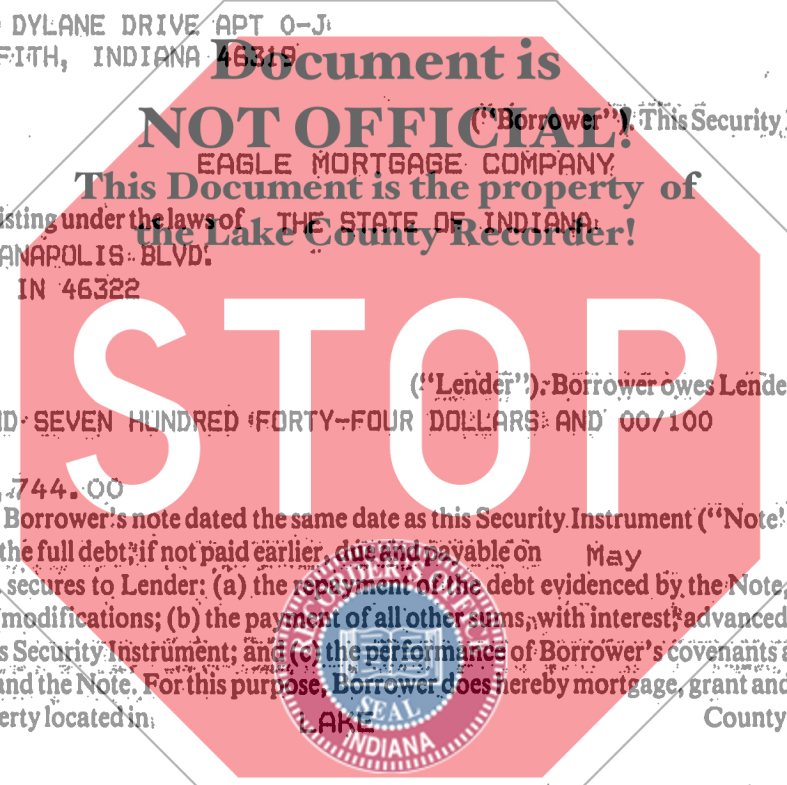 DYLANE DRIVE APT O-J
FITH, INDIANA 46319
Document is
NOT OFFICIAL!
("Borrower"). This Security
EAGLE MORTGAGE COMPANY
This Document is the property of
isting under the laws of THE STATE OF INDIANA
the Lake County Recorder!
ANAPOLIS BLVD.
IN 46322
STOP
("Lender"). Borrower owes Lende
ND SEVEN HUNDRED FORTY-FOUR DOLLARS AND 00/100
,744.00
Borrower's note dated the same date as this Security Instrument ("Note
the full debt, if not paid earlier, due and payable on May
secures to Lender: (a) the repayment of the debt evidenced by the Note,
modifications; (b) the payment of all other sums, with interest, advanced
s Security Instrument; and (c) the performance of Borrower's covenants a
and the Note. For this purpose, Borrower does hereby mortgage, grant and
erty located in LAKE County
RECORDER'S OFFICE
SEAL
INDIANA